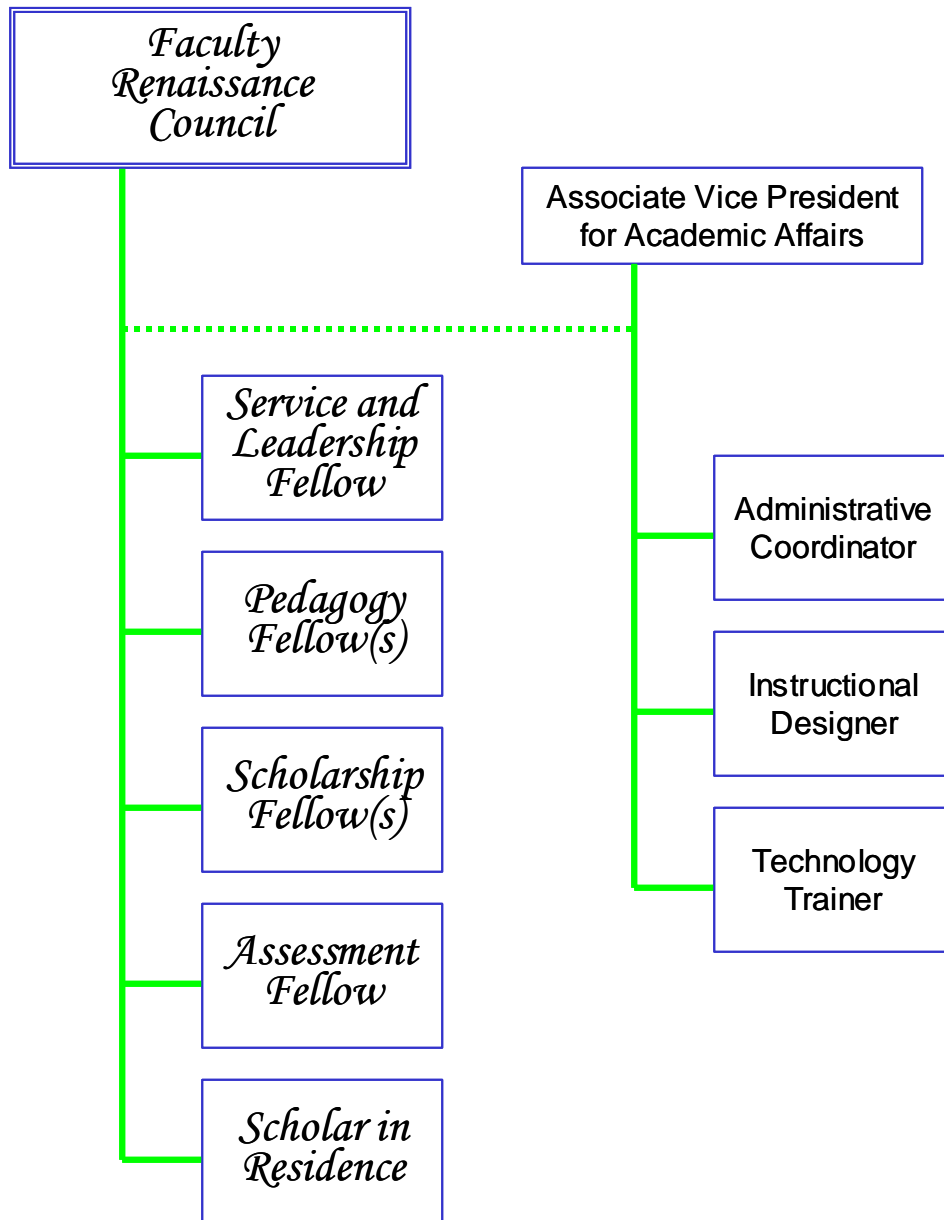 Faculty
Renaissance
Council
Associate Vice President
for Academic Affairs
Service and
Leadership
Fellow
Pedagogy
Fellow(s)
Scholarship
Fellow(s)
Assessment
Fellow
Scholar in
Residence
Administrative
Coordinator
Instructional
Designer
Technology
Trainer